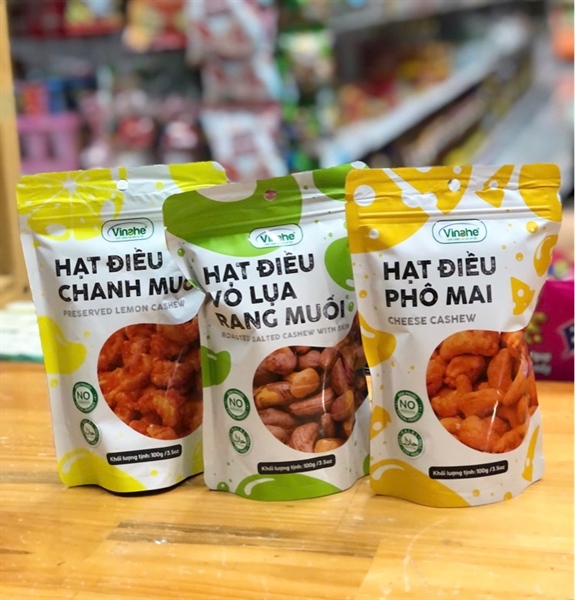 Vinahe
HẠT ĐIỀU
CHANH MUỐ
PRESERVED LEMON CASHEW
NO
Khối lượng tịnh: 100g/3.5oz
Vinahe
HẠT ĐIỀU
VỎ LỤA
RANG MUỐI
ROASTED SALTED CASHEW WITH SKIN
NO
Khối lượng tịnh: 100g/3.5oz
Vinahe
HẠT ĐIỀU
PHÔ MAI
CHEESE CASHEW
NO
Khối lượng tịnh: 100g/3.5oz